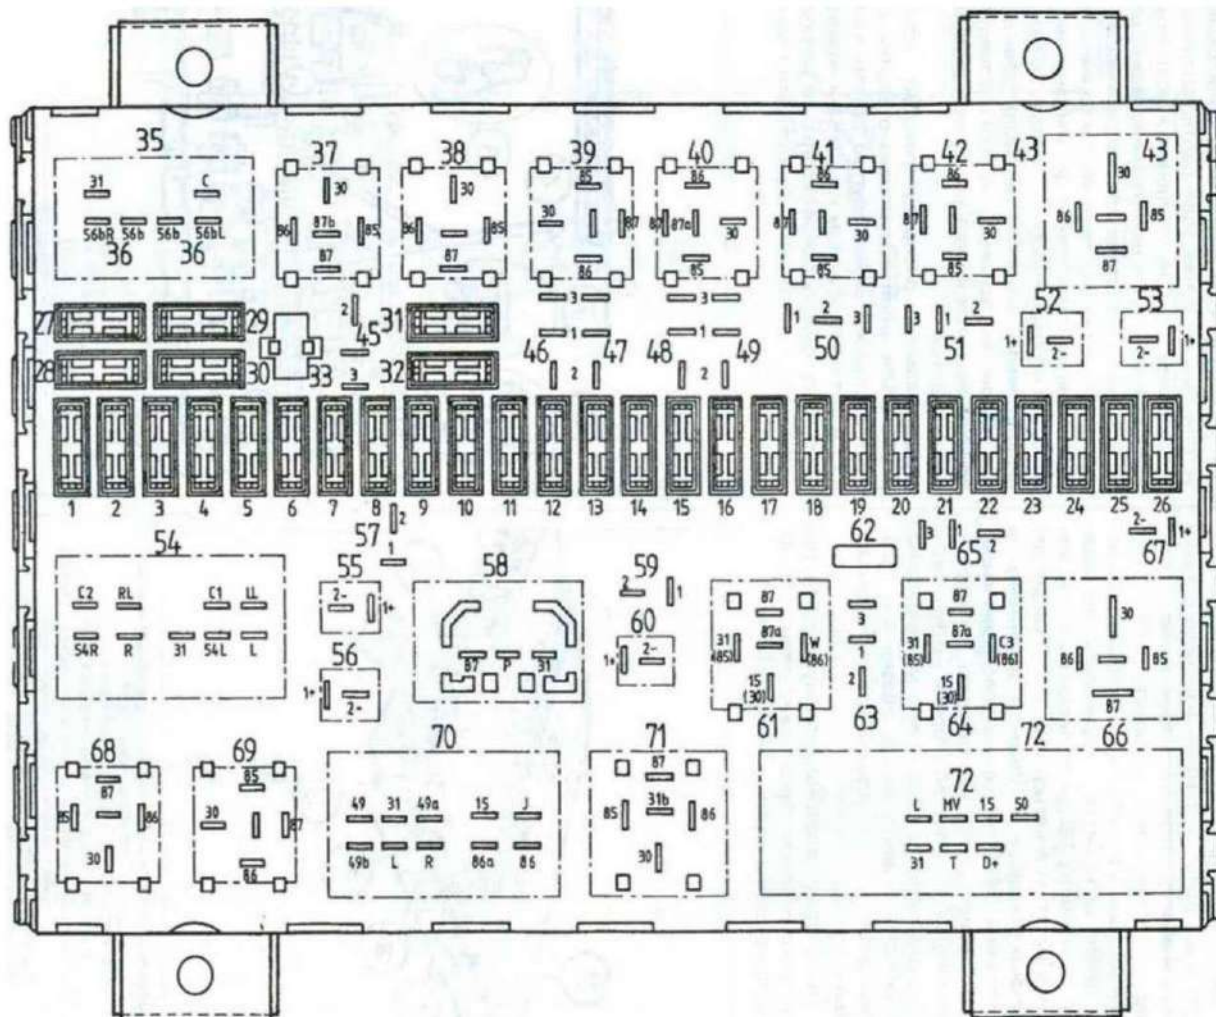 35 37 38 39 40 41 42 43 43
31 C
56bR 56b 56b 56bL
36 36
30 86 87b 85 87
30 86 85 87
85 30 87 86
86 87 87a 30 85
86 87 30 85
86 87 30 85
30 86 85 87
27 29 2 31 3 3 1 2 3 3 1 2 52 53
45 1 1 50 51 1+ 2- 2- 1+
28 30 33 3 32 46 2 47 48 2 49
1 2 3 4 5 6 7 8 9 10 11 12 13 14 15 16 17 18 19 20 21 22 23 24 25 26
57 2 1 62 3 1 2 65 2- 1+ 67
54 55 58 59
C2 RL C1 LL
54R R 31 54L L
2- 1+
56
1+ 2-
87 P 31
2 1
60
1+ 2-
87 31 (85) 87a W (86) 15 (30)
61
3 1 2
63
87 31 (85) 87a C3 (86) 15 (30)
64
30 86 85 87
66
68 69 70 71 72
87 85 86 30
85 30 87 86
49 31 49a 15 J
49b L R 86a 86
87 85 31b 86 30
72
L MV 15 50
31 T D+